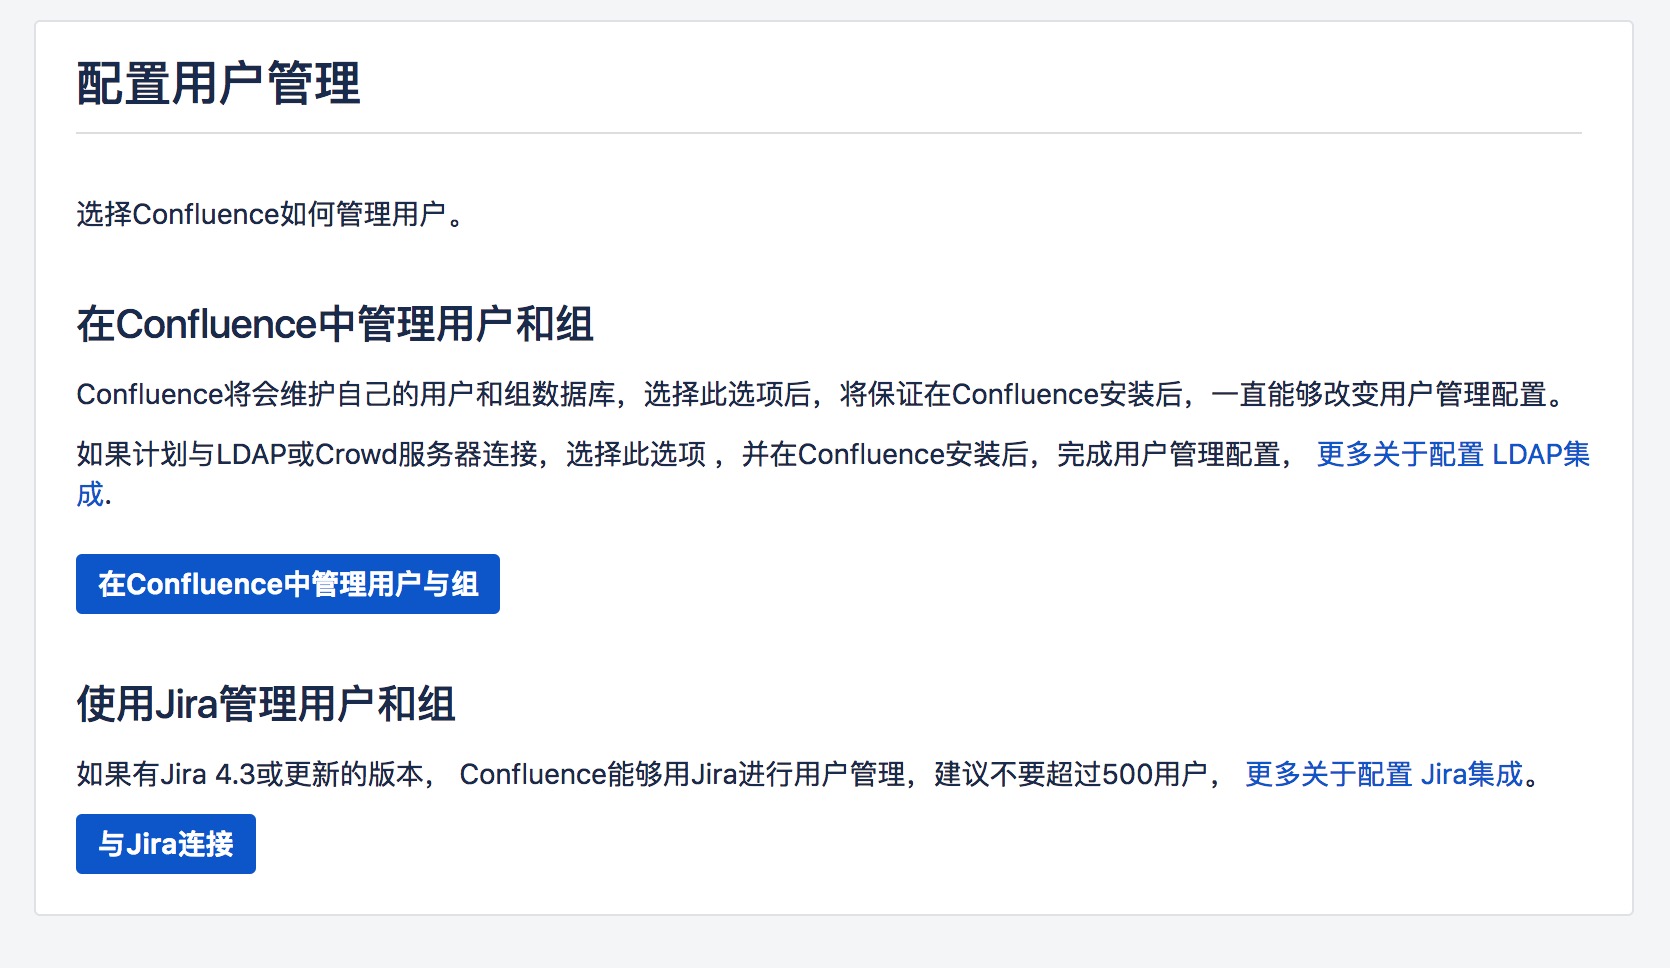 配置用户管理
选择Confluence如何管理用户。
在Confluence中管理用户和组
Confluence将会维护自己的用户和组数据库，选择此选项后，将保证在Confluence安装后，一直能够改变用户管理配置。
如果计划与LDAP或Crowd服务器连接，选择此选项 ，并在Confluence安装后，完成用户管理配置， 更多关于配置 LDAP集
成.
在Confluence中管理用户与组
使用Jira管理用户和组
如果有Jira 4.3或更新的版本， Confluence能够用Jira进行用户管理，建议不要超过500用户， 更多关于配置 Jira集成。
与Jira连接